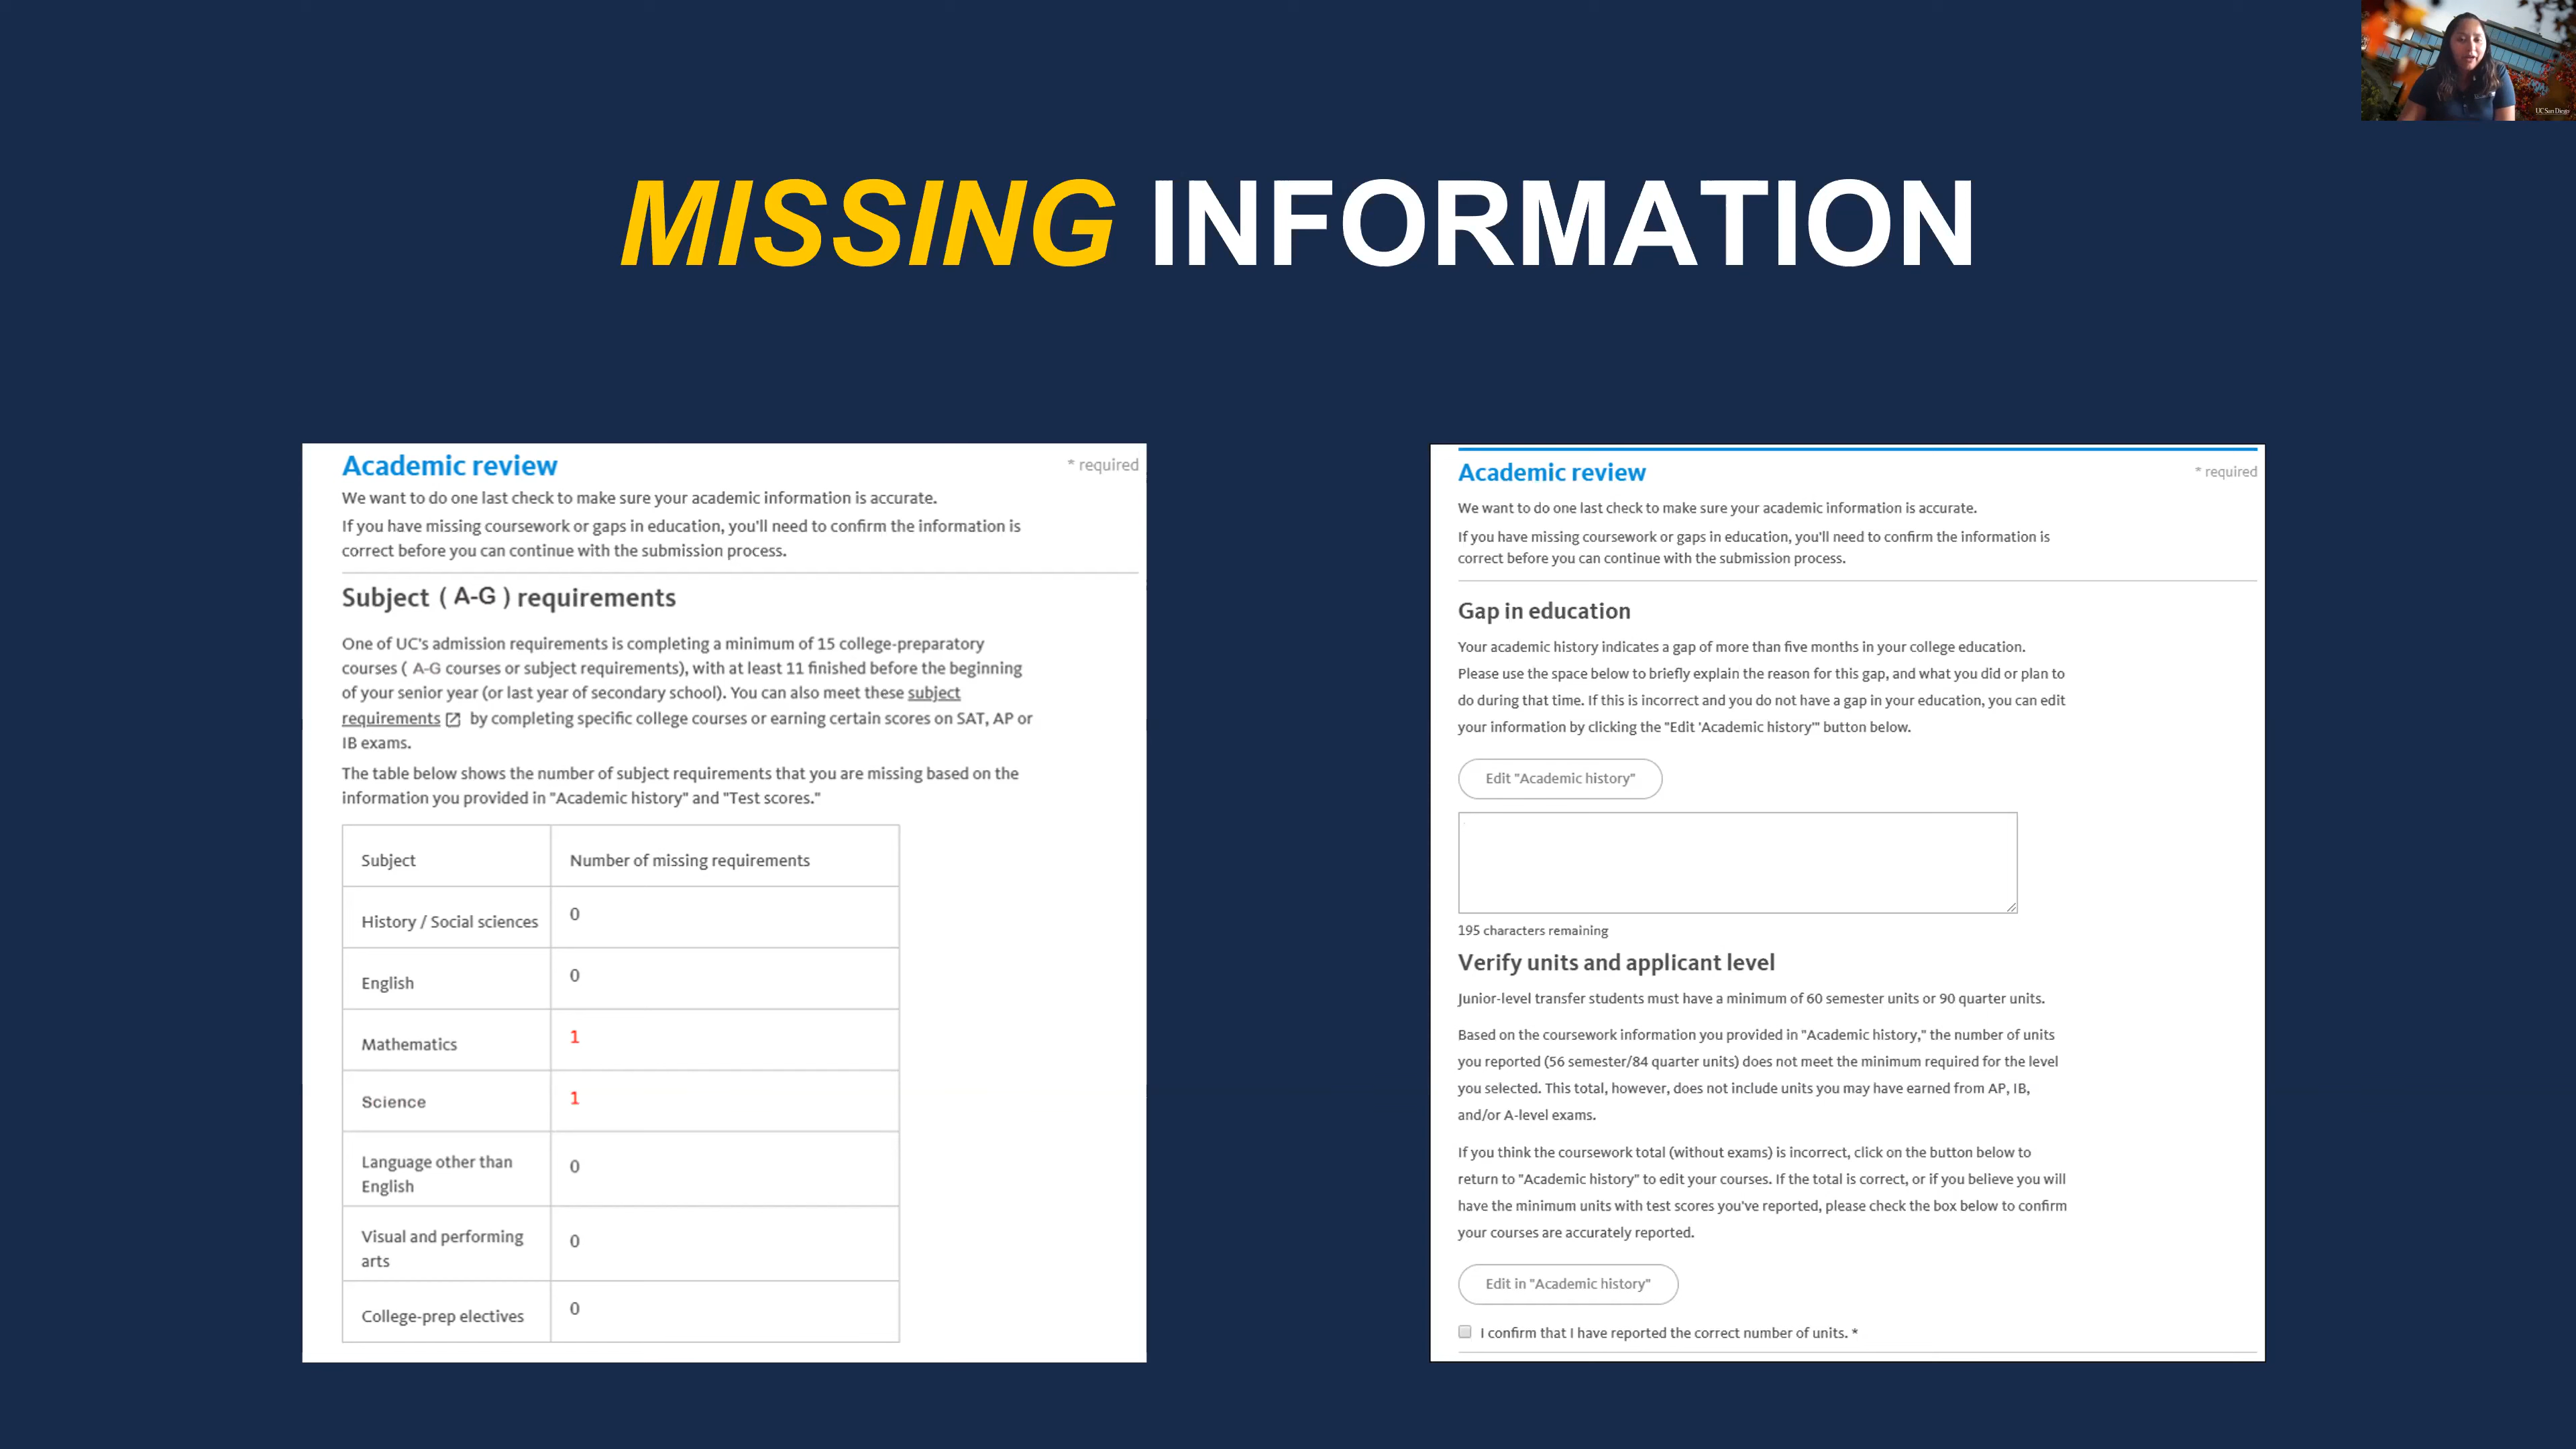 UC San Diego
MISSING INFORMATION
Academic review
* required
We want to do one last check to make sure your academic information is accurate.
If you have missing coursework or gaps in education, you'll need to confirm the information is
correct before you can continue with the submission process.
Subject ( A-G ) requirements
One of UC's admission requirements is completing a minimum of 15 college-preparatory
courses ( A-G courses or subject requirements), with at least 11 finished before the beginning
of your senior year (or last year of secondary school). You can also meet these subject
requirements by completing specific college courses or earning certain scores on SAT, AP or
IB exams.
The table below shows the number of subject requirements that you are missing based on the
information you provided in "Academic history" and "Test scores."
Subject Number of missing requirements
History / Social sciences 0
English 0
Mathematics 1
Science 1
Language other than
English 0
Visual and performing
arts 0
College-prep electives 0
Academic review
* required
We want to do one last check to make sure your academic information is accurate.
If you have missing coursework or gaps in education, you'll need to confirm the information is
correct before you can continue with the submission process.
Gap in education
Your academic history indicates a gap of more than five months in your college education.
Please use the space below to briefly explain the reason for this gap, and what you did or plan to
do during that time. If this is incorrect and you do not have a gap in your education, you can edit
your information by clicking the "Edit 'Academic history'" button below.
Edit "Academic history"
195 characters remaining
Verify units and applicant level
Junior-level transfer students must have a minimum of 60 semester units or 90 quarter units.
Based on the coursework information you provided in "Academic history," the number of units
you reported (56 semester/84 quarter units) does not meet the minimum required for the level
you selected. This total, however, does not include units you may have earned from AP, IB,
and/or A-level exams.
If you think the coursework total (without exams) is incorrect, click on the button below to
return to "Academic history" to edit your courses. If the total is correct, or if you believe you will
have the minimum units with test scores you've reported, please check the box below to confirm
your courses are accurately reported.
Edit in "Academic history"
I confirm that I have reported the correct number of units. *